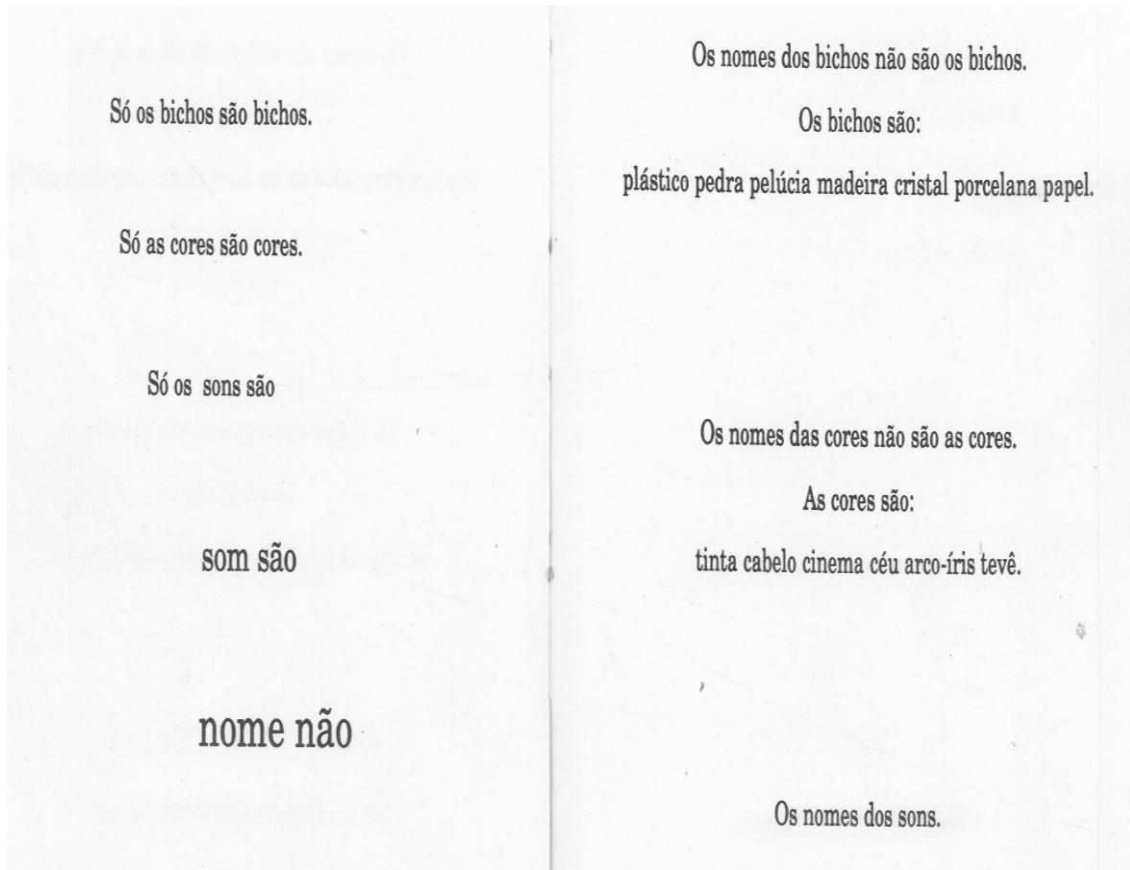 Só os bichos são bichos.
Só as cores são cores.
Só os sons são
som são
nome não
Os nomes dos bichos não são os bichos.
Os bichos são:
plástico pedra pelúcia madeira cristal porcelana papel.
Os nomes das cores não são as cores.
As cores são:
tinta cabelo cinema céu arco-íris tevê.
Os nomes dos sons.